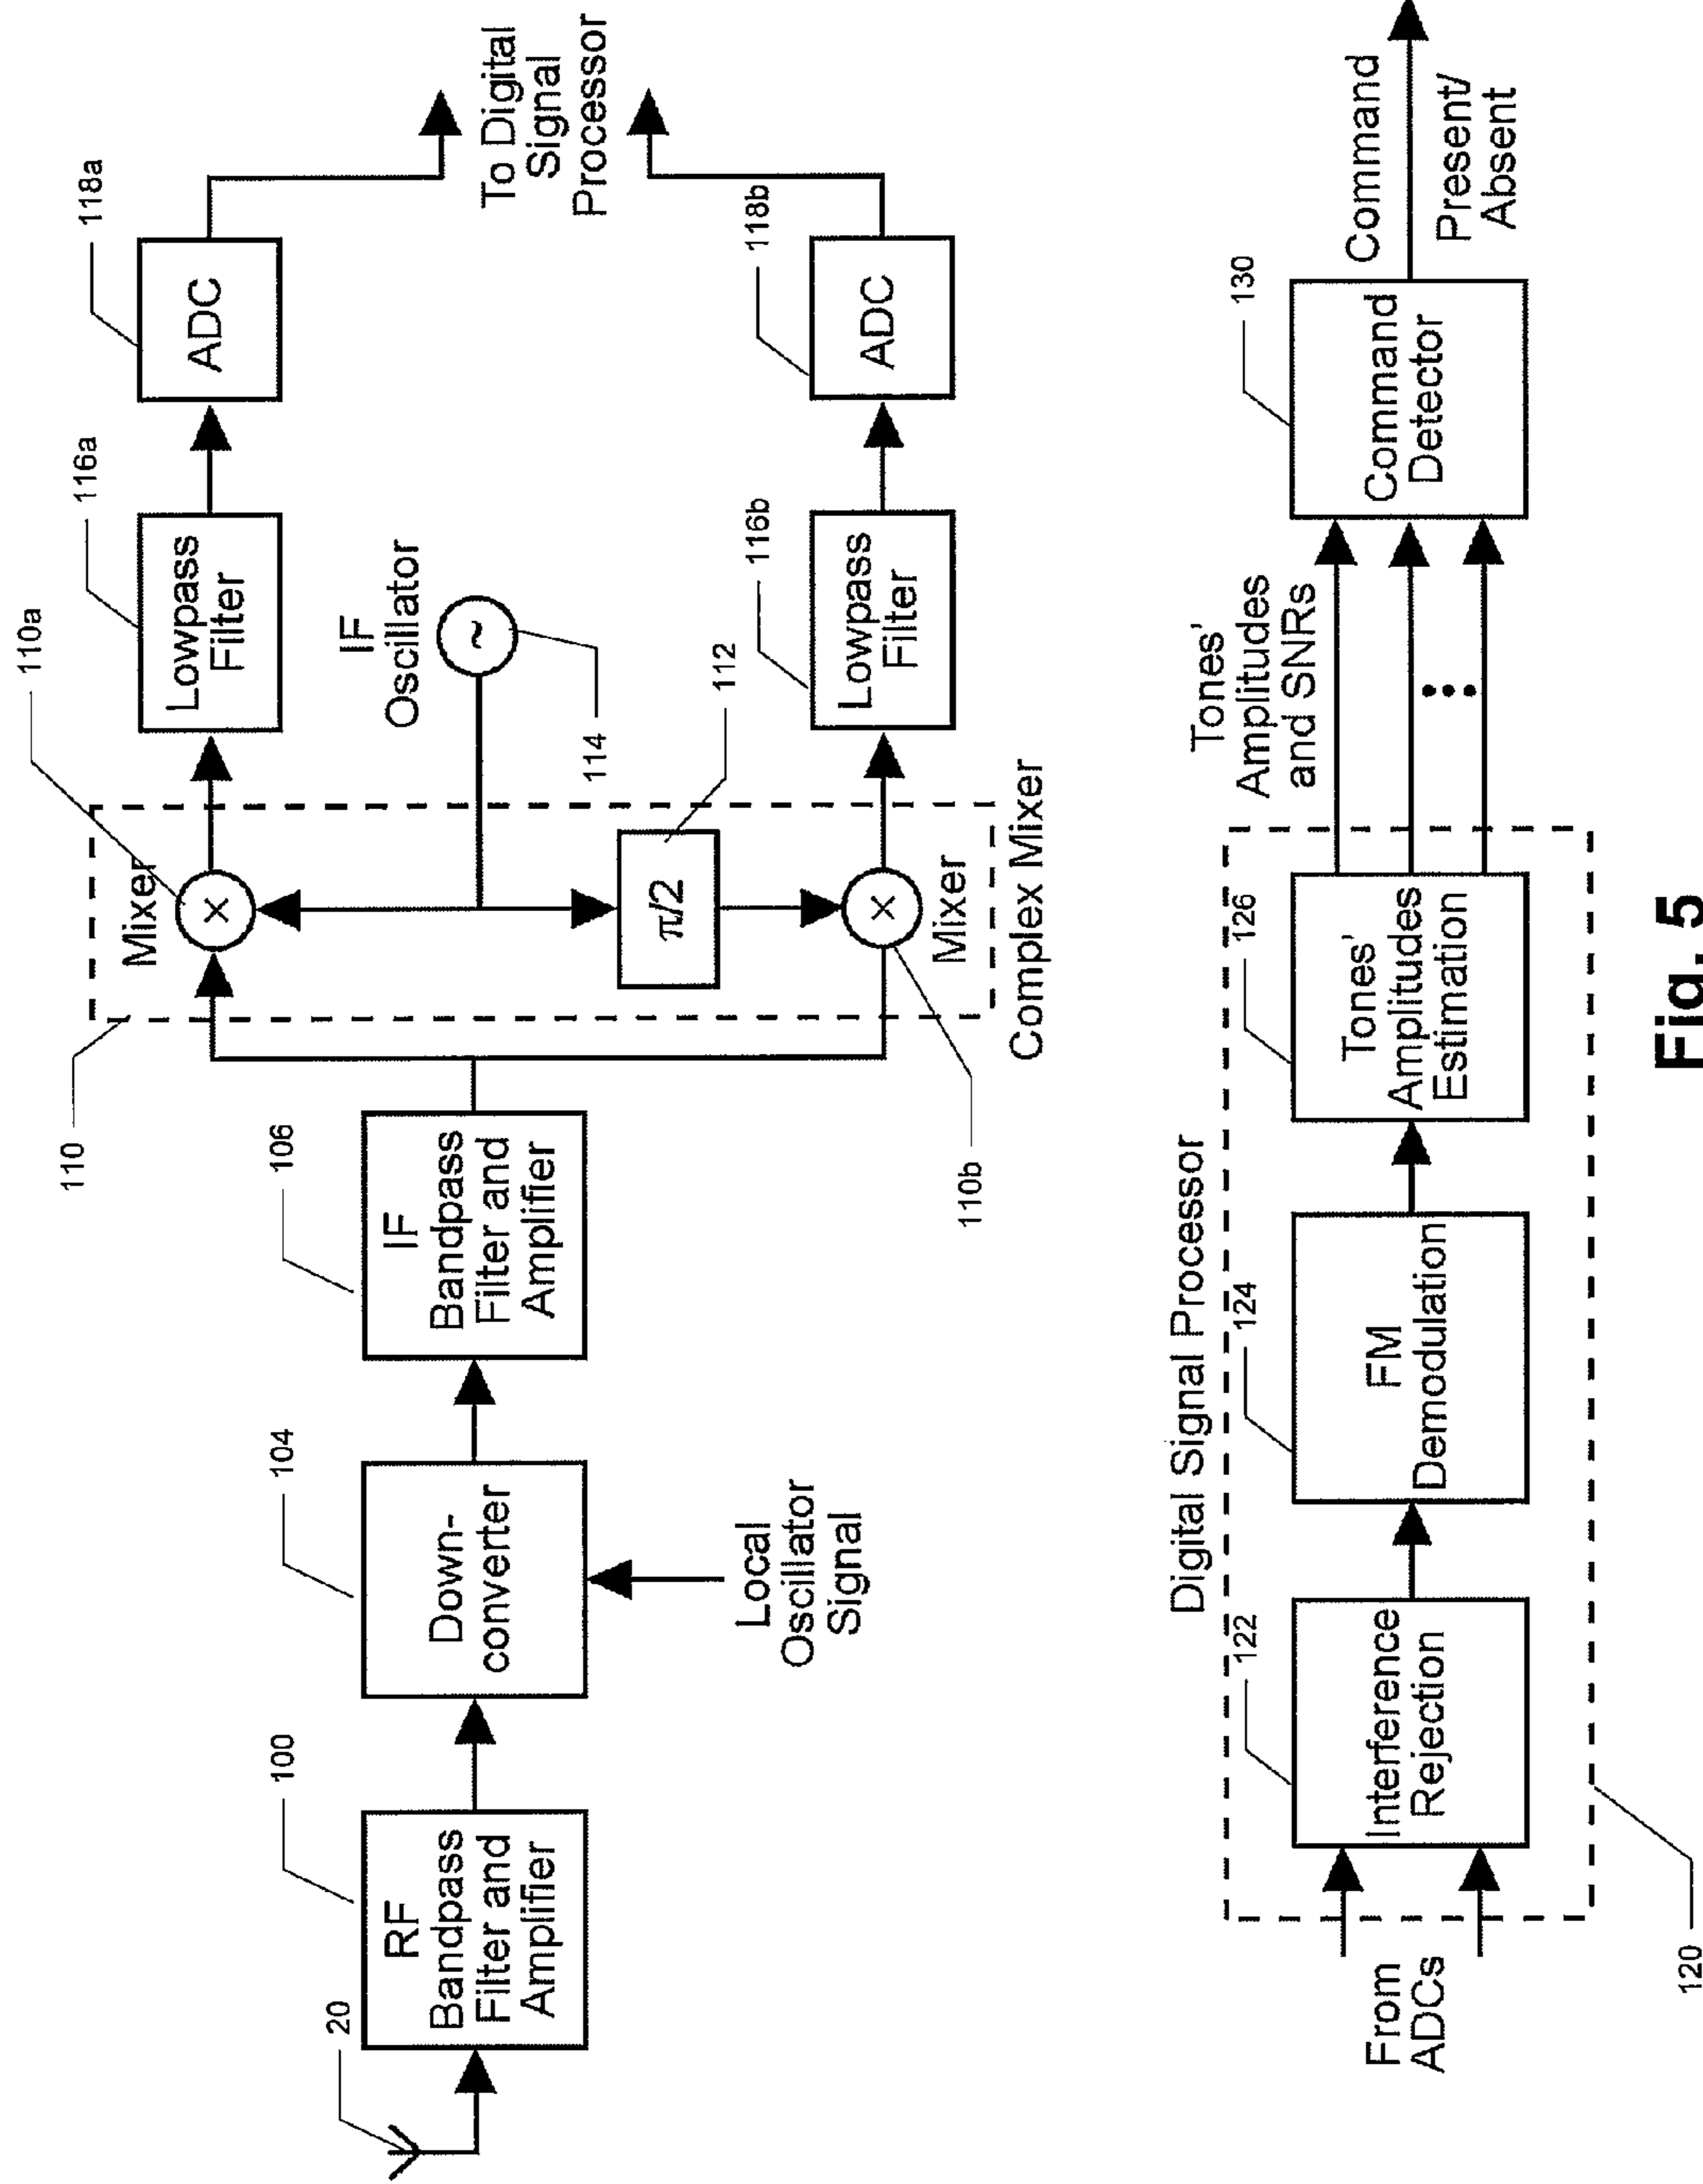 20
100
RF
Bandpass
Filter and
Amplifier
104
Down-
converter
Local
Oscillator
Signal
106
IF
Bandpass
Filter and
Amplifier
110
110a
Mixer
π/2
112
×
×
Mixer
110b
Complex Mixer
IF
Oscillator
~
114
116a
Lowpass
Filter
116b
Lowpass
Filter
118a
ADC
118b
ADC
To Digital
Signal
Processor
From
ADCs
120
Digital Signal Processor
122
Interference
Rejection
124
FM
Demodulation
126
Tones'
Amplitudes
Estimation
Tones'
Amplitudes
and SNRs
130
Command
Detector
Command
Present/
Absent
Fig. 5